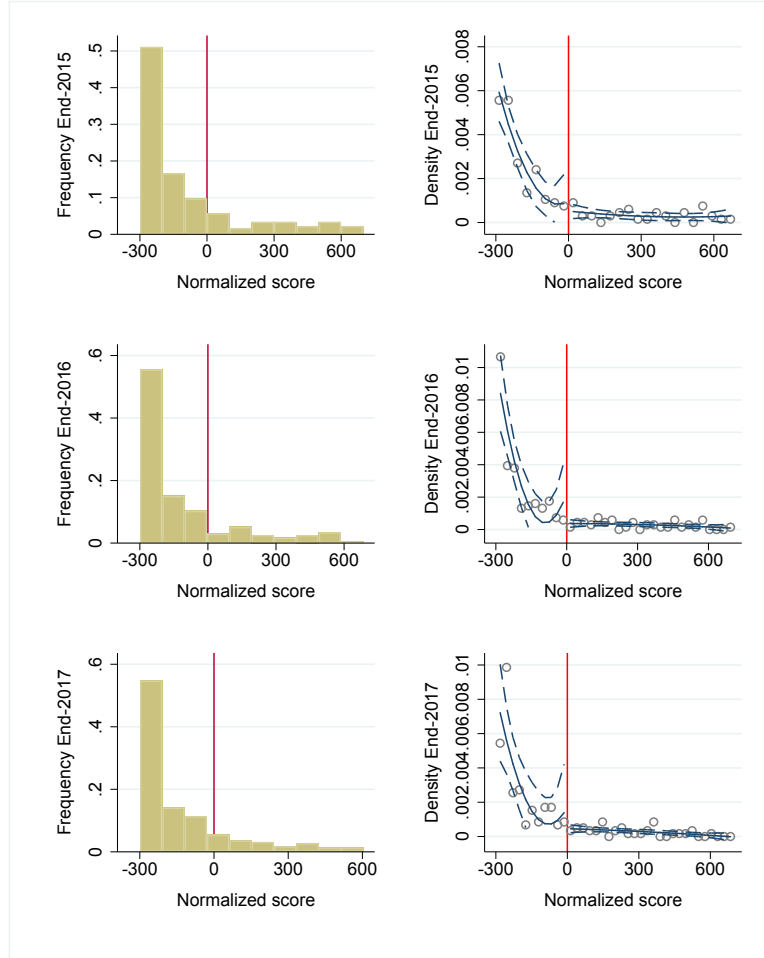 Frequency End-2015
.5
.4
.3
.2
.1
0
-300 0 300 600
Normalized score
Density End-2015
.008
.006
.004
.002
0
-300 0 300 600
Normalized score
Frequency End-2016
.6
.4
.2
0
-300 0 300 600
Normalized score
Density End-2016
.01
.008
.006
.004
.002
0
-300 0 300 600
Normalized score
Frequency End-2017
.6
.4
.2
0
-300 0 300 600
Normalized score
Density End-2017
.01
.008
.006
.004
.002
0
-300 0 300 600
Normalized score